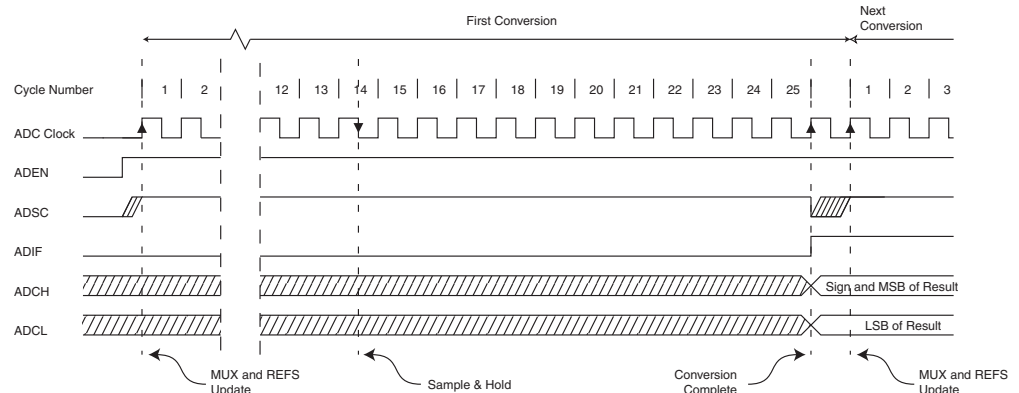 First Conversion
Next
Conversion
Cycle Number 1 2 12 13 14 15 16 17 18 19 20 21 22 23 24 25 1 2 3
ADC Clock
ADEN
ADSC
ADIF
ADCH Sign and MSB of Result
ADCL LSB of Result
MUX and REFS
Update
Sample & Hold
Conversion
Complete
MUX and REFS
Update